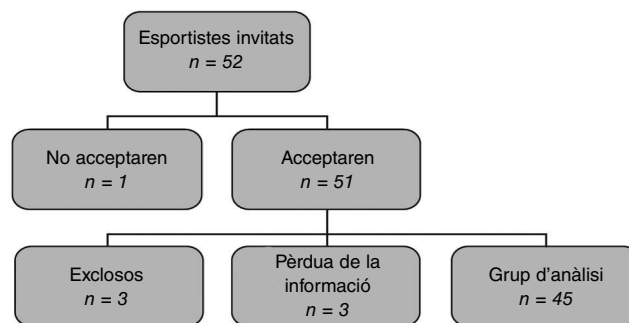 Esportistes invitats
n = 52
No acceptaren
n = 1
Acceptaren
n = 51
Exclosos
n = 3
Pèrdua de la
informació
n = 3
Grup d'anàlisi
n = 45